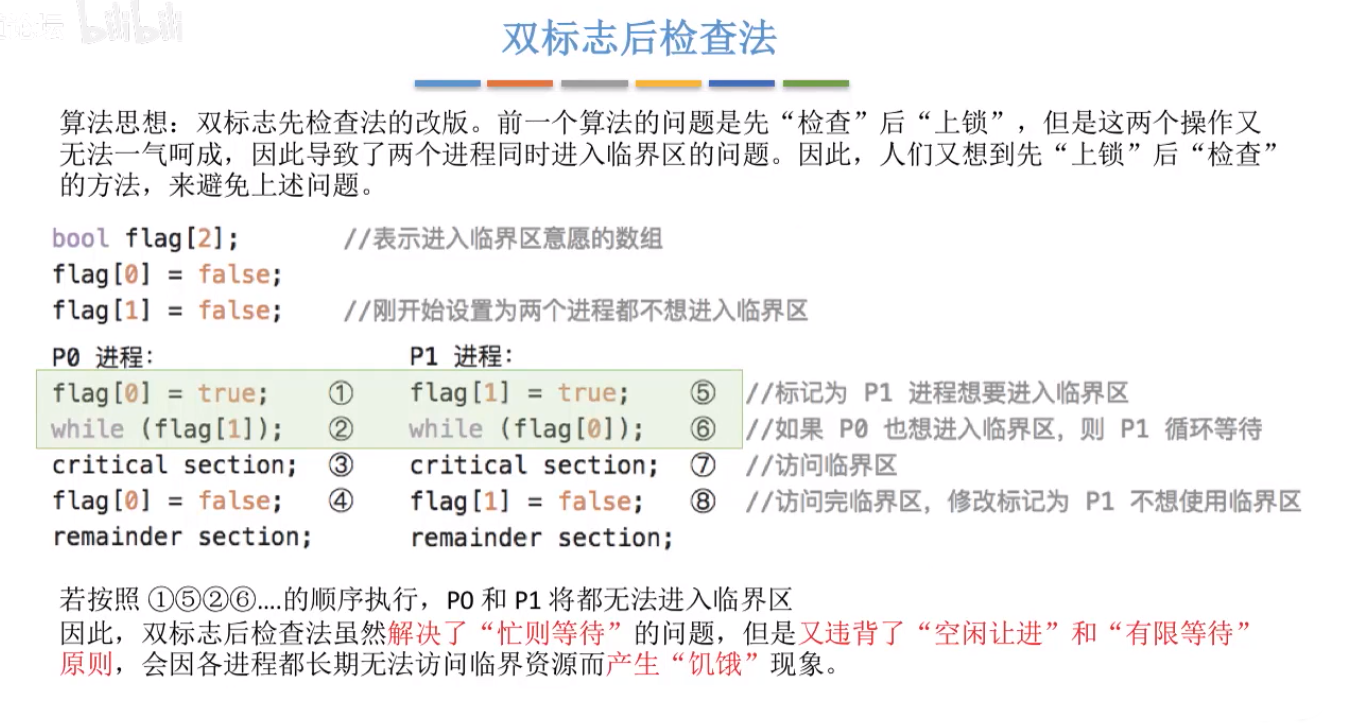 bilibili
双标志后检查法
算法思想：双标志先检查法的改版。前一个算法的问题是先“检查”后“上锁”，但是这两个操作又
无法一气呵成，因此导致了两个进程同时进入临界区的问题。因此，人们又想到先“上锁”后“检查”
的方法，来避免上述问题。
bool flag[2]; //表示进入临界区意愿的数组
flag[0] = false;
flag[1] = false; //刚开始设置为两个进程都不想进入临界区
P0 进程： P1 进程：
flag[0] = true; ① flag[1] = true; ⑤ //标记为 P1 进程想要进入临界区
while (flag[1]); ② while (flag[0]); ⑥ //如果 P0 也想进入临界区，则 P1 循环等待
critical section; ③ critical section; ⑦ //访问临界区
flag[0] = false; ④ flag[1] = false; ⑧ //访问完临界区，修改标记为 P1 不想使用临界区
remainder section; remainder section;
若按照 ①⑤②⑥....的顺序执行，P0 和 P1 将都无法进入临界区
因此，双标志后检查法虽然解决了“忙则等待”的问题，但是又违背了“空闲让进”和“有限等待”
原则，会因各进程都长期无法访问临界资源而产生“饥饿”现象。